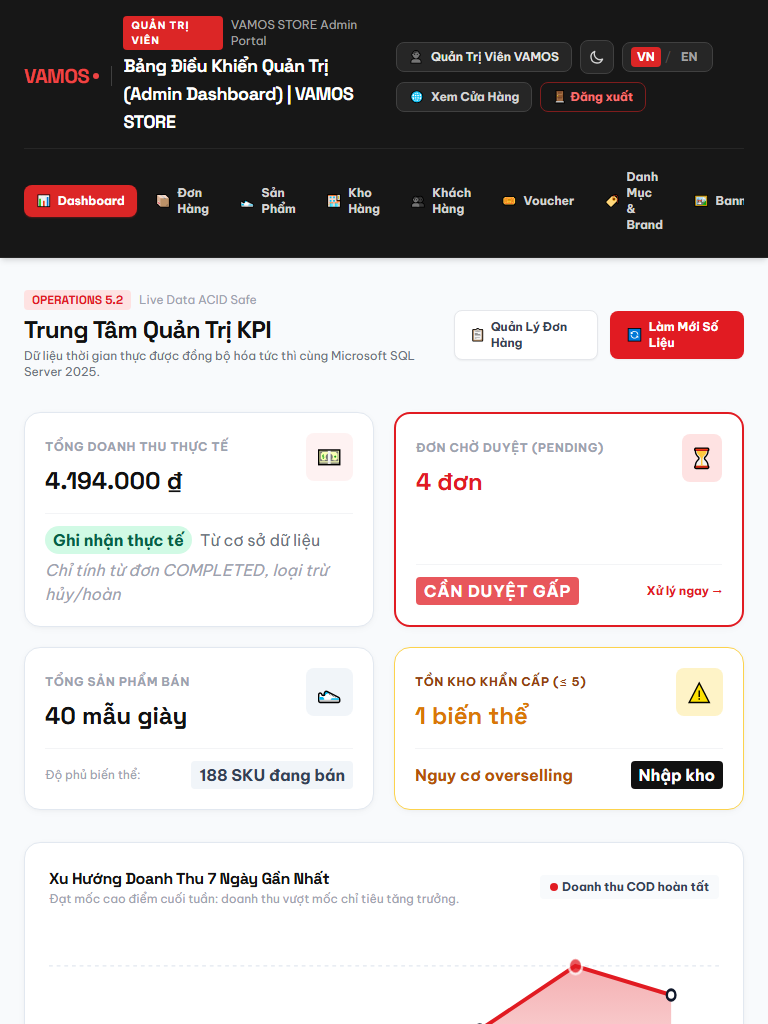 QUẢN TRỊ
VIÊN
VAMOS STORE Admin
Portal
VAMOS
Bảng Điều Khiển Quản Trị
(Admin Dashboard) | VAMOS
STORE
Quản Trị Viên VAMOS
VN / EN
Xem Cửa Hàng
Đăng xuất
Dashboard
Đơn
Hàng
Sản
Phẩm
Kho
Hàng
Khách
Hàng
Voucher
Danh
Mục
&
Brand
Bann
OPERATIONS 5.2
Live Data ACID Safe
Trung Tâm Quản Trị KPI
Dữ liệu thời gian thực được đồng bộ hóa tức thì cùng Microsoft SQL
Server 2025.
Quản Lý Đơn
Hàng
Làm Mới Số
Liệu
TỔNG DOANH THU THỰC TẾ
4.194.000 ₫
Ghi nhận thực tế Từ cơ sở dữ liệu
Chỉ tính từ đơn COMPLETED, loại trừ
hủy/hoàn
ĐƠN CHỜ DUYỆT (PENDING)
4 đơn
CẦN DUYỆT GẤP
Xử lý ngay →
TỔNG SẢN PHẨM BÁN
40 mẫu giày
Độ phủ biến thể:
188 SKU đang bán
TỒN KHO KHẨN CẤP (≤ 5)
1 biến thể
Nguy cơ overselling
Nhập kho
Xu Hướng Doanh Thu 7 Ngày Gần Nhất
Đạt mốc cao điểm cuối tuần: doanh thu vượt mốc chỉ tiêu tăng trưởng.
Doanh thu COD hoàn tất